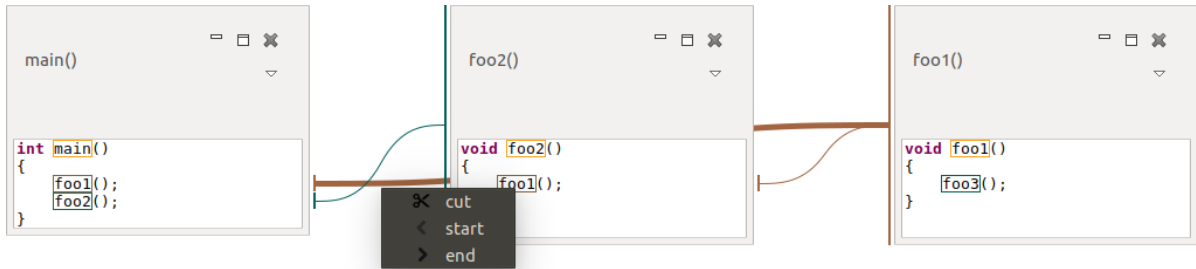 main()
int main()
{
    foo1();
    foo2();
}
foo2()
void foo2()
{
    foo1();
}
foo1()
void foo1()
{
    foo3();
}
cut
start
end